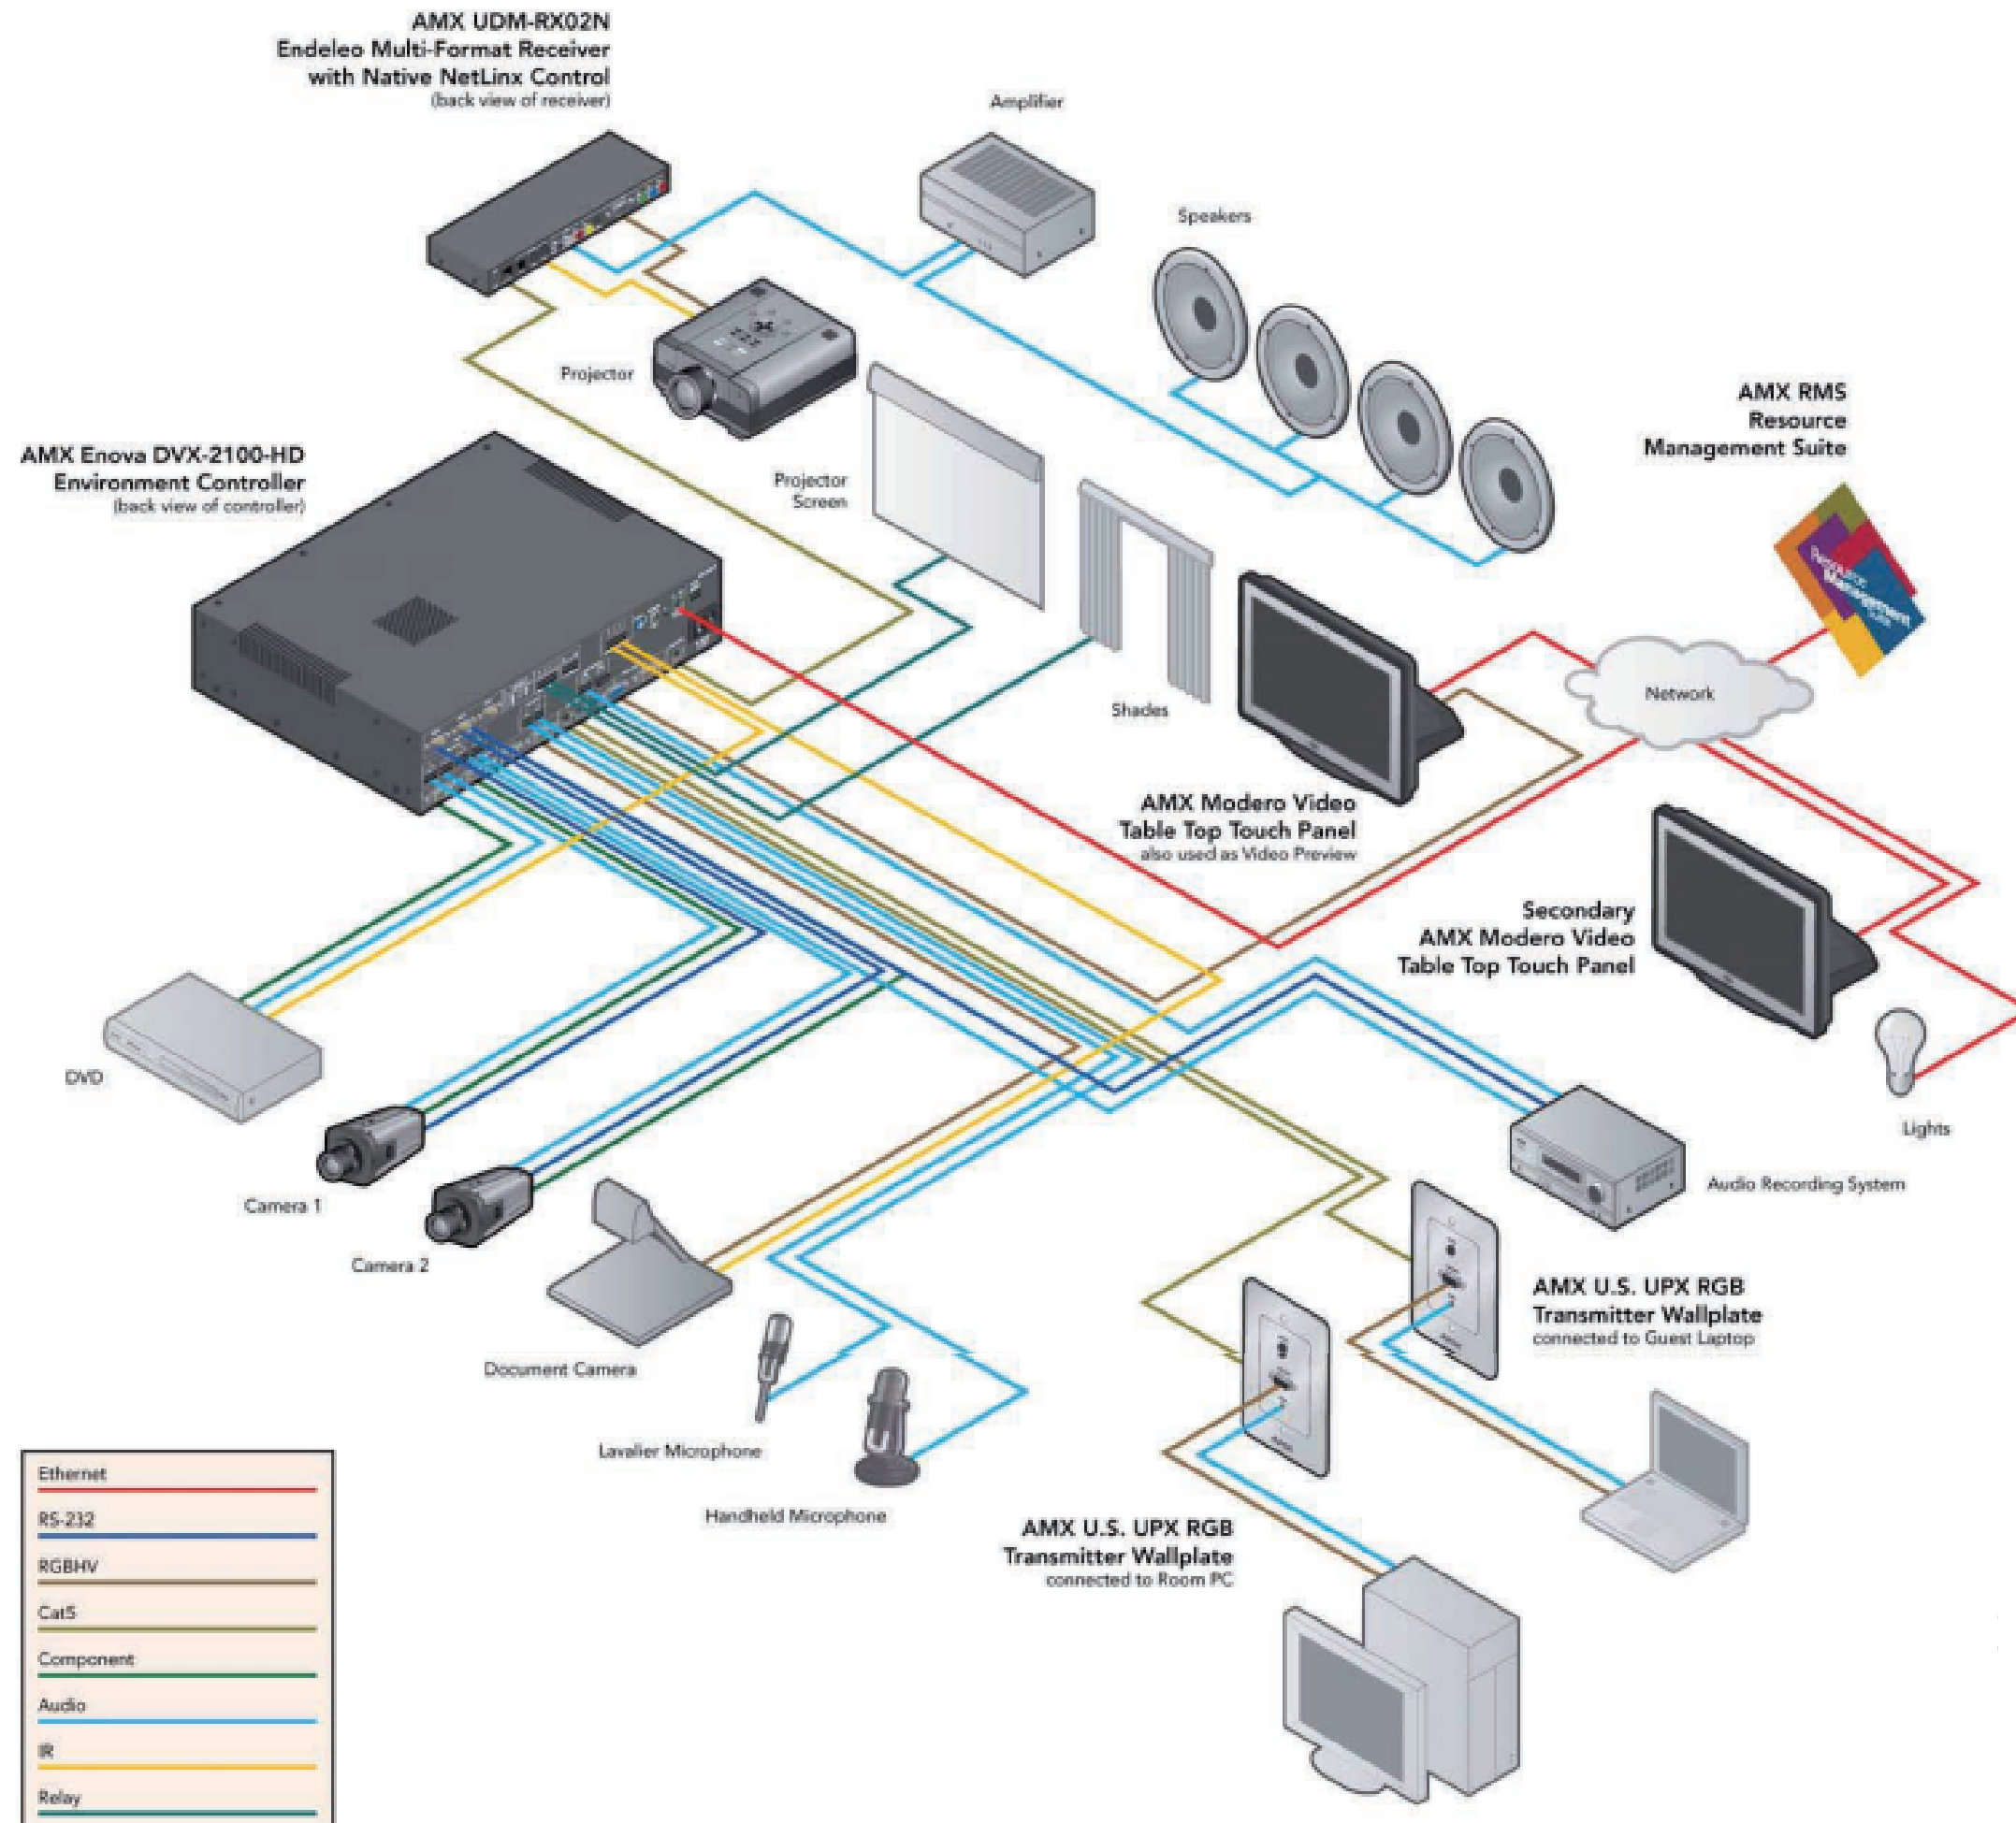 AMX UDM-RX02N
Endeleo Multi-Format Receiver
with Native NetLinx Control
(back view of receiver)
Amplifier
Speakers
Projector
AMX RMS
Resource
Management Suite
AMX Enova DVX-2100-HD
Environment Controller
(back view of controller)
Projector
Screen
Resource
Management
Suite
Network
Shades
AMX Modero Video
Table Top Touch Panel
also used as Video Preview
Secondary
AMX Modero Video
Table Top Touch Panel
DVD
Lights
Audio Recording System
Camera 1
Camera 2
AMX U.S. UPX RGB
Transmitter Wallplate
connected to Guest Laptop
Document Camera
Lavalier Microphone
Handheld Microphone
AMX U.S. UPX RGB
Transmitter Wallplate
connected to Room PC
Ethernet
RS-232
RGBHV
Cat5
Component
Audio
IR
Relay